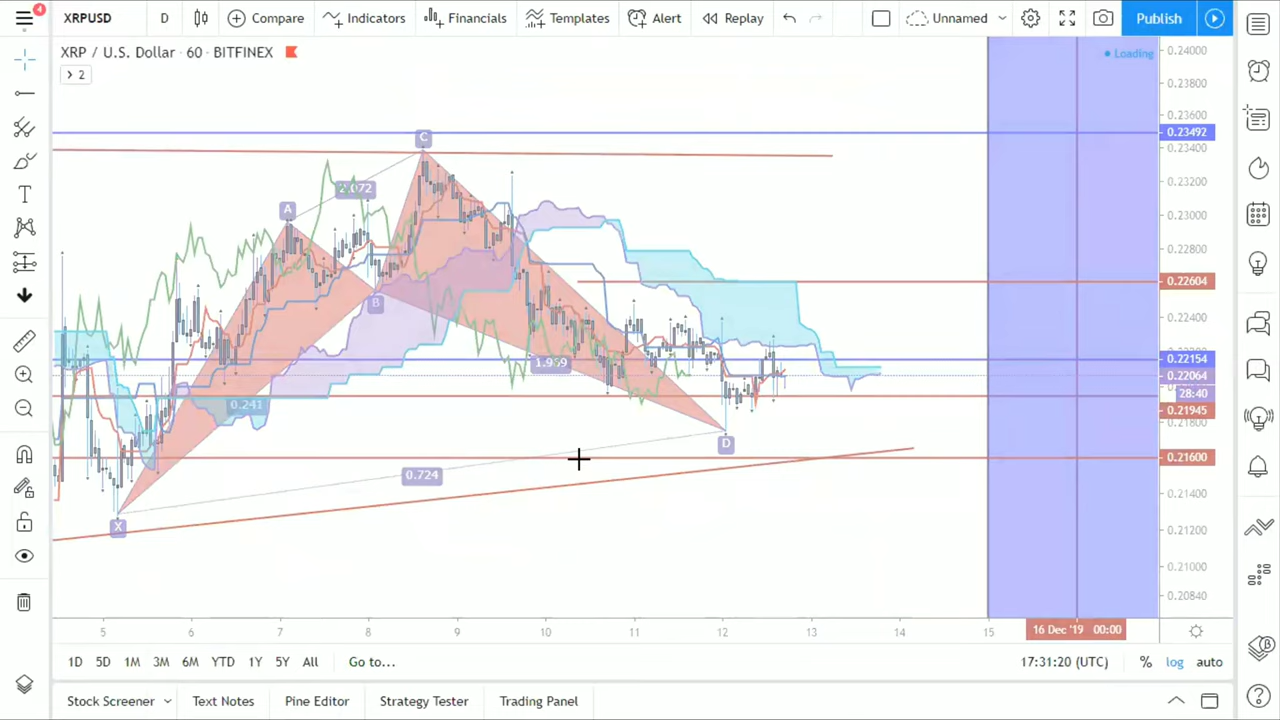 4
XRPUSD D Compare Indicators Financials Templates Alert Replay Unnamed Publish
XRP / U.S. Dollar · 60 · BITFINEX
Loading
2
0.24000
0.23800
0.23600
0.23492
0.23400
0.23200
0.23000
0.22800
0.22604
0.22400
0.22154
0.22064
28:40
0.21945
0.21800
0.21600
0.21400
0.21200
0.21000
0.20840
C
A
B
1.969
0.241
D
0.724
X
5 6 7 8 9 10 11 12 13 14 15 16 Dec '19 00:00
1D 5D 1M 3M 6M YTD 1Y 5Y All Go to... 17:31:20 (UTC) % log auto
Stock Screener Text Notes Pine Editor Strategy Tester Trading Panel